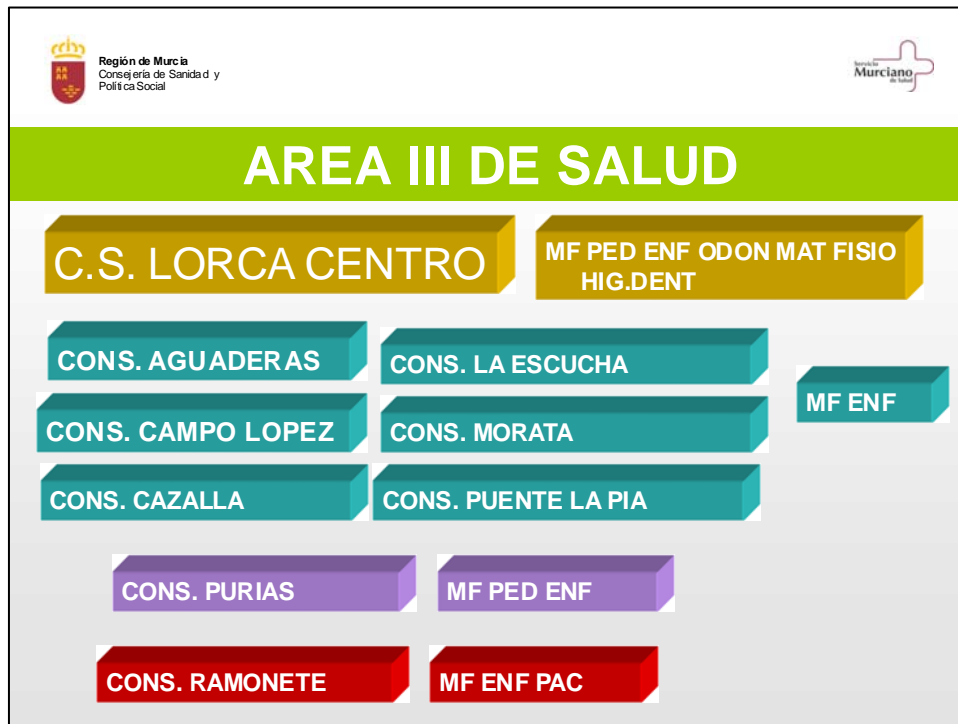 Región de Murcia
Consejería de Sanidad y
Política Social
Servicio
Murciano
de Salud
AREA III DE SALUD
C.S. LORCA CENTRO
MF PED ENF ODON MAT FISIO
HIG.DENT
CONS. AGUADERAS
CONS. LA ESCUCHA
MF ENF
CONS. CAMPO LOPEZ
CONS. MORATA
CONS. CAZALLA
CONS. PUENTE LA PIA
CONS. PURIAS
MF PED ENF
CONS. RAMONETE
MF ENF PAC